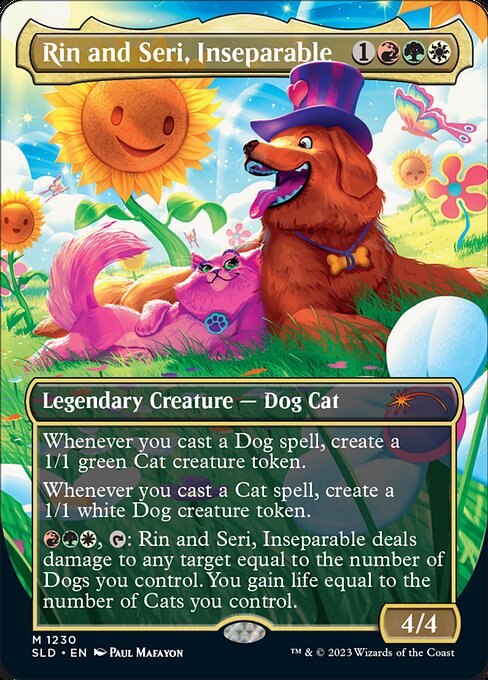 Rin and Seri, Inseparable 1
Legendary Creature — Dog Cat
Whenever you cast a Dog spell, create a
1/1 green Cat creature token.
Whenever you cast a Cat spell, create a
1/1 white Dog creature token.
, : Rin and Seri, Inseparable deals
damage to any target equal to the number of
Dogs you control. You gain life equal to the
number of Cats you control.
4/4
M 1230
SLD • EN Paul Mafayon
™ & © 2023 Wizards of the Coast